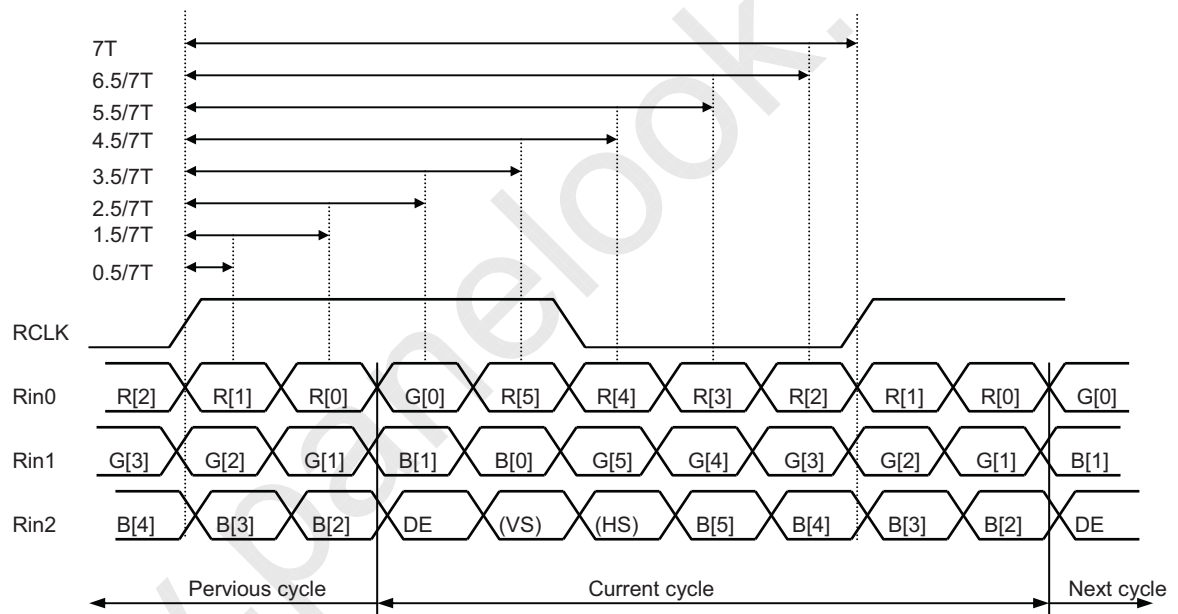 7T
6.5/7T
5.5/7T
4.5/7T
3.5/7T
2.5/7T
1.5/7T
0.5/7T
RCLK
Rin0 R[2] R[1] R[0] G[0] R[5] R[4] R[3] R[2] R[1] R[0] G[0]
Rin1 G[3] G[2] G[1] B[1] B[0] G[5] G[4] G[3] G[2] G[1] B[1]
Rin2 B[4] B[3] B[2] DE (VS) (HS) B[5] B[4] B[3] B[2] DE
Pervious cycle Current cycle Next cycle
.panelook.